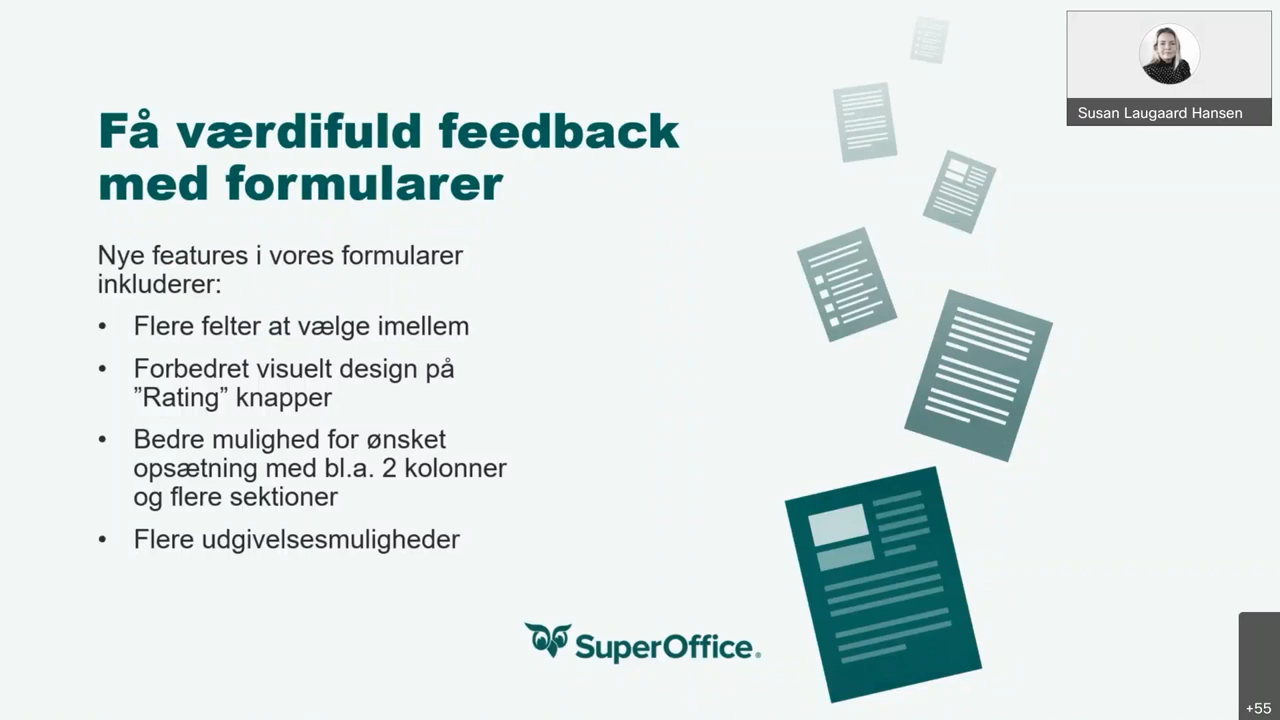 Få værdifuld feedback
med formularer
Nye features i vores formularer
inkluderer:
• Flere felter at vælge imellem
• Forbedret visuelt design på
”Rating” knapper
• Bedre mulighed for ønsket
opsætning med bl.a. 2 kolonner
og flere sektioner
• Flere udgivelsesmuligheder
SuperOffice®
Susan Laugaard Hansen
+55